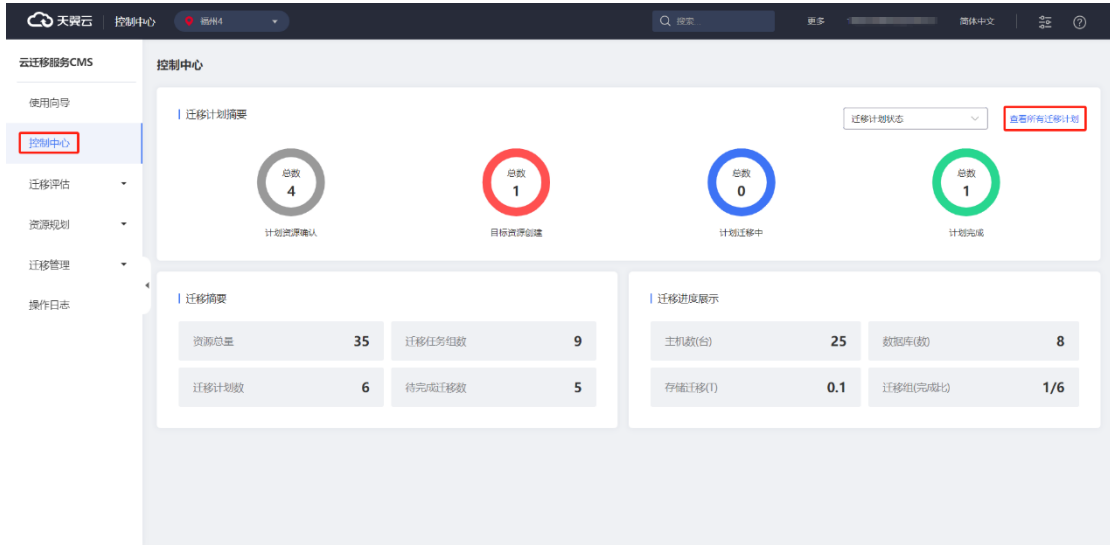 天翼云 控制中心 福州4 搜索... 更多 简体中文
云迁移服务CMS
使用向导
控制中心
迁移评估
资源规划
迁移管理
操作日志
控制中心
迁移计划摘要
迁移计划状态
查看所有迁移计划
总数
4
计划资源确认
总数
1
目标资源创建
总数
0
计划迁移中
总数
1
计划完成
迁移摘要
资源总量 35
迁移任务组数 9
迁移计划数 6
待完成迁移数 5
迁移进度展示
主机数(台) 25
数据库(数) 8
存储迁移(T) 0.1
迁移组(完成比) 1/6